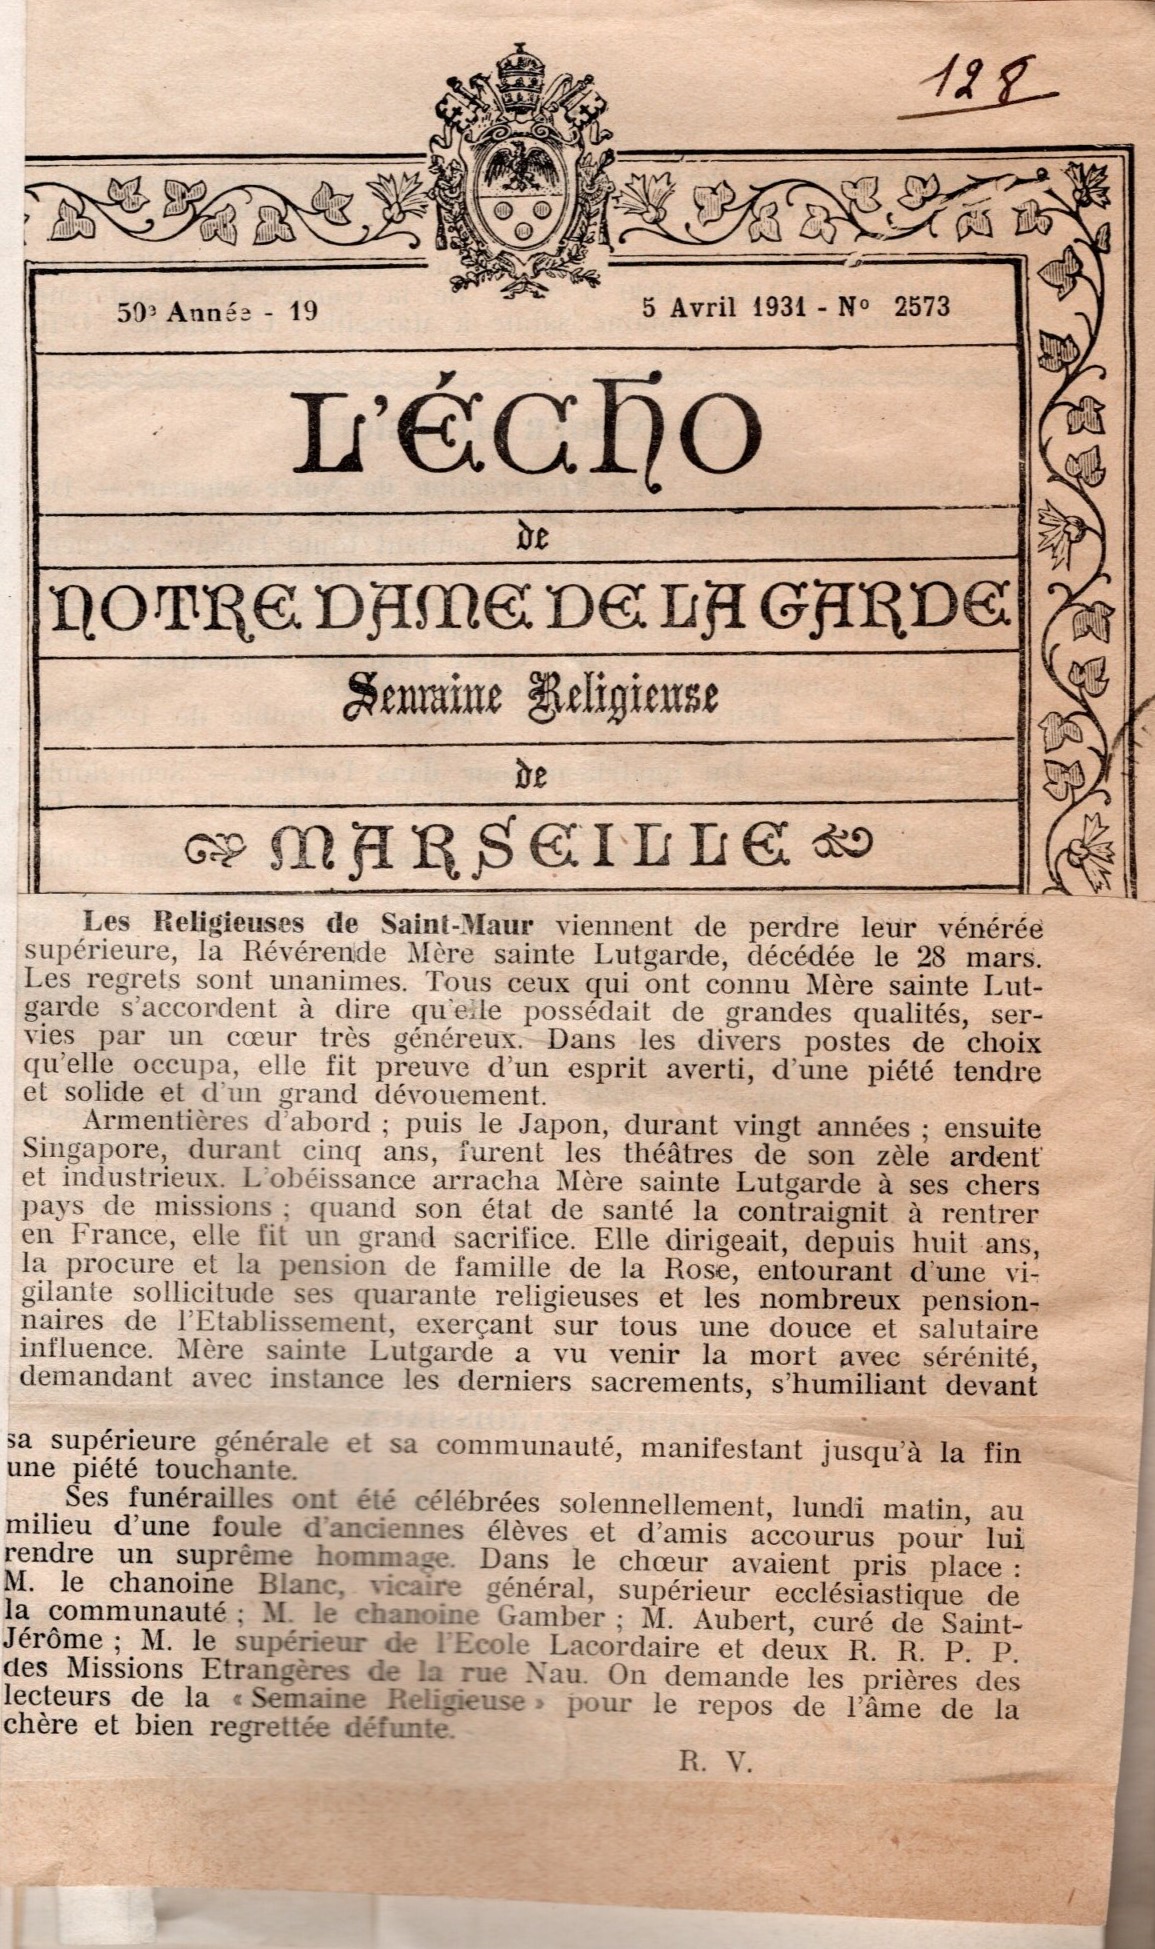 128
50e Année - 19
5 Avril 1931 - No 2573
L'ÉCHO
de
NOTRE DAME DE LA GARDE
Semaine Religieuse
de
MARSEILLE
Les Religieuses de Saint-Maur viennent de perdre leur vénérée
supérieure, la Révérende Mère sainte Lutgarde, décédée le 28 mars.
Les regrets sont unanimes. Tous ceux qui ont connu Mère sainte Lut-
garde s'accordent à dire qu'elle possédait de grandes qualités, ser-
vies par un cœur très généreux. Dans les divers postes de choix
qu'elle occupa, elle fit preuve d'un esprit averti, d'une piété tendre
et solide et d'un grand dévouement.
Armentières d'abord ; puis le Japon, durant vingt années ; ensuite
Singapore, durant cinq ans, furent les théâtres de son zèle ardent
et industrieux. L'obéissance arracha Mère sainte Lutgarde à ses chers
pays de missions ; quand son état de santé la contraignit à rentrer
en France, elle fit un grand sacrifice. Elle dirigeait, depuis huit ans,
la procure et la pension de famille de la Rose, entourant d'une vi-
gilante sollicitude ses quarante religieuses et les nombreux pension-
naires de l'Etablissement, exerçant sur tous une douce et salutaire
influence. Mère sainte Lutgarde a vu venir la mort avec sérénité,
demandant avec instance les derniers sacrements, s'humiliant devant
sa supérieure générale et sa communauté, manifestant jusqu'à la fin
une piété touchante.
Ses funérailles ont été célébrées solennellement, lundi matin, au
milieu d'une foule d'anciennes élèves et d'amis accourus pour lui
rendre un suprême hommage. Dans le chœur avaient pris place :
M. le chanoine Blanc, vicaire général, supérieur ecclésiastique de
la communauté ; M. le chanoine Gamber ; M. Aubert, curé de Saint-
Jérôme ; M. le supérieur de l'Ecole Lacordaire et deux R. R. P. P.
des Missions Etrangères de la rue Nau. On demande les prières des
lecteurs de la « Semaine Religieuse » pour le repos de l'âme de la
chère et bien regrettée défunte.
R. V.